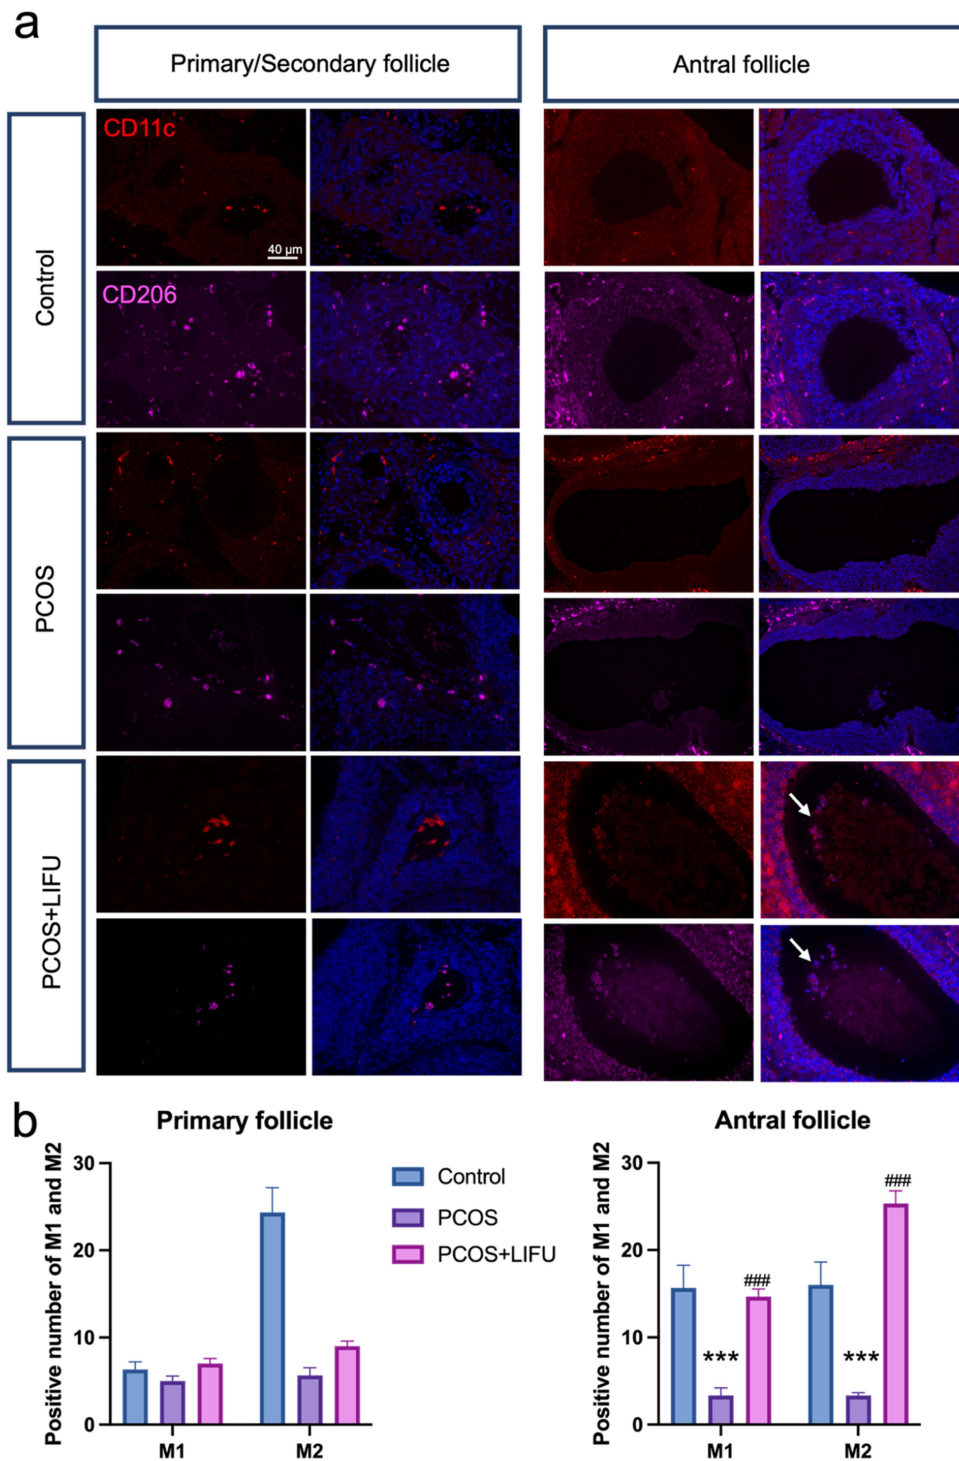 a
Primary/Secondary follicle
Antral follicle
Control
CD11c
40 µm
CD206
PCOS
PCOS+LIFU
b
Primary follicle
Positive number of M1 and M2
30
20
10
0
M1
M2
Control
PCOS
PCOS+LIFU
Antral follicle
Positive number of M1 and M2
30
20
10
0
***
###
***
###
M1
M2